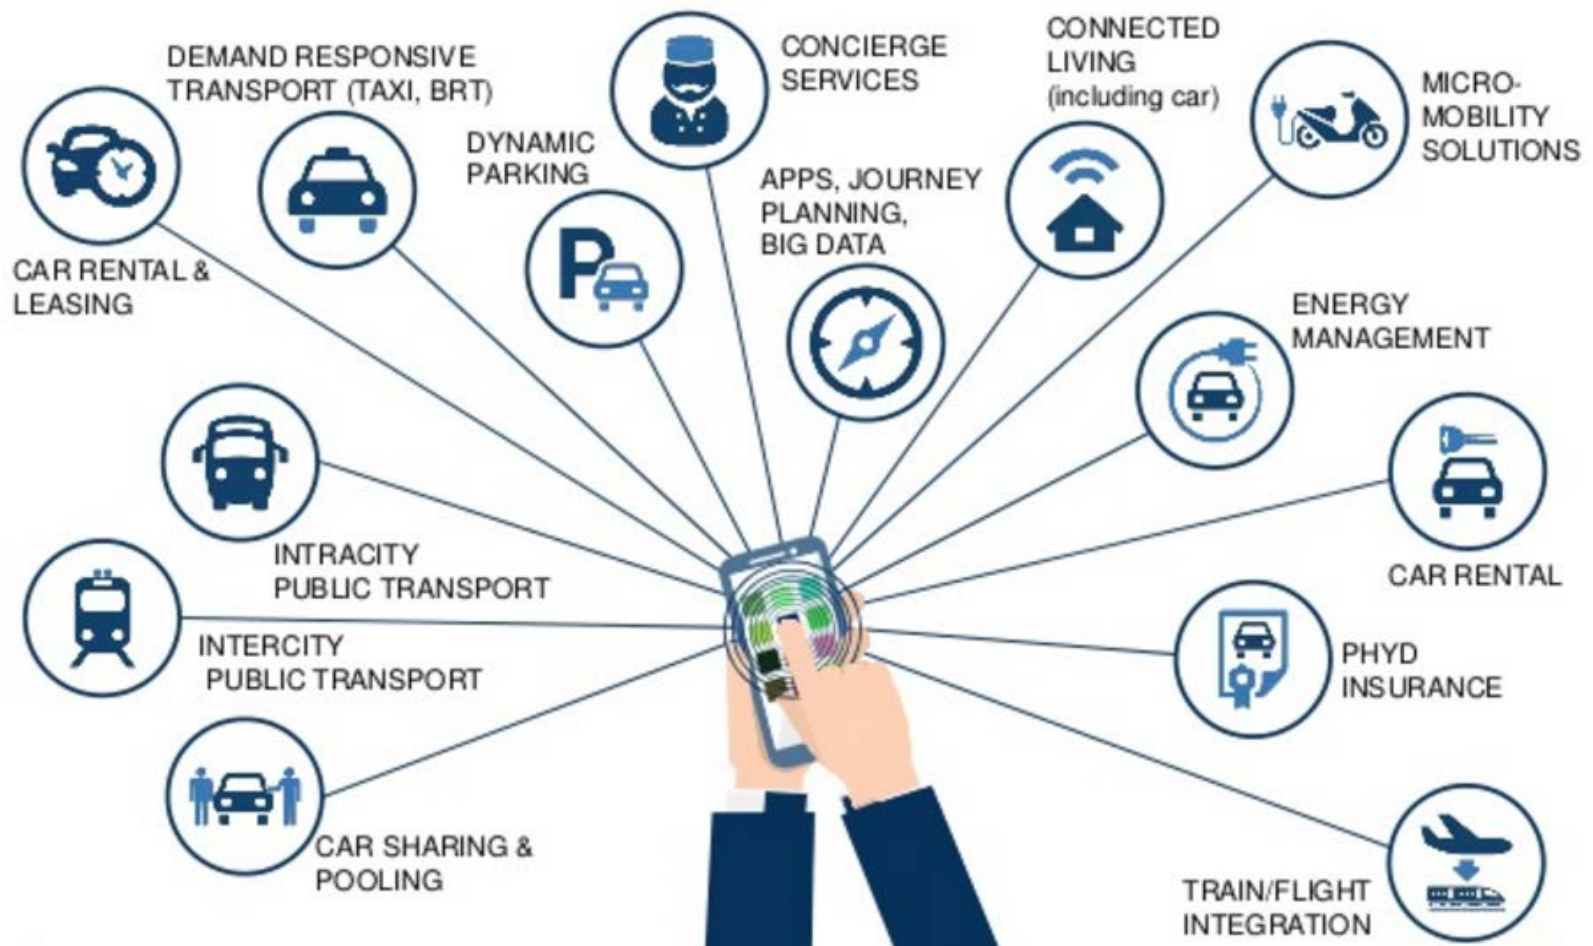 DEMAND RESPONSIVE
TRANSPORT (TAXI, BRT)
CONCIERGE
SERVICES
CONNECTED
LIVING
(including car)
MICRO-
MOBILITY
SOLUTIONS
DYNAMIC
PARKING
APPS, JOURNEY
PLANNING,
BIG DATA
P
CAR RENTAL &
LEASING
ENERGY
MANAGEMENT
INTRACITY
PUBLIC TRANSPORT
CAR RENTAL
INTERCITY
PUBLIC TRANSPORT
PHYD
INSURANCE
CAR SHARING &
POOLING
TRAIN/FLIGHT
INTEGRATION